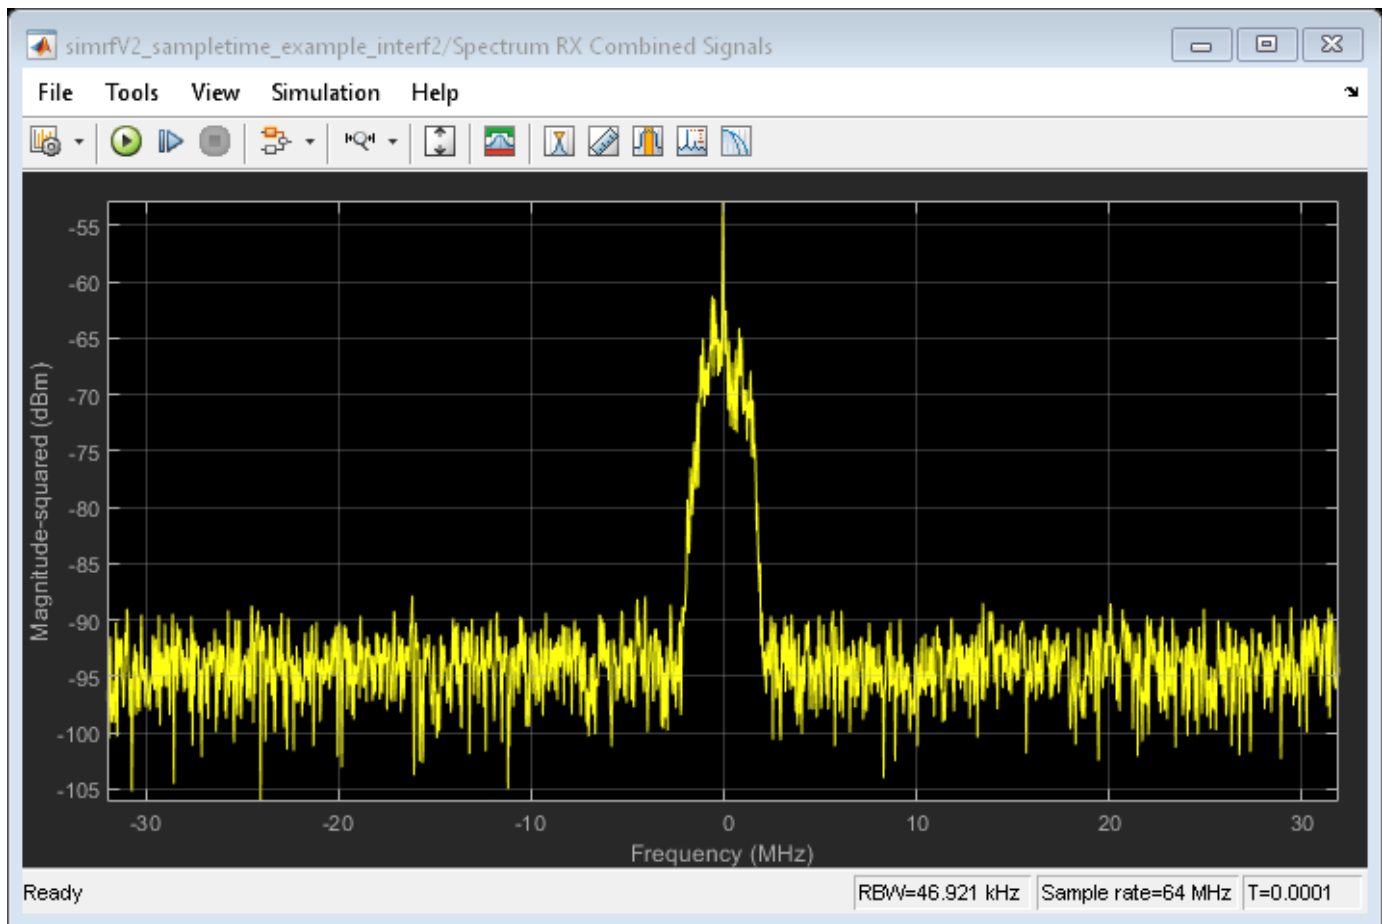 simrfV2_sampletime_example_interf2/Spectrum RX Combined Signals
File Tools View Simulation Help
-55
-60
-65
-70
-75
-80
-85
-90
-95
-100
-105
Magnitude-squared (dBm)
-30 -20 -10 0 10 20 30
Frequency (MHz)
Ready RBW=46.921 kHz Sample rate=64 MHz T=0.0001